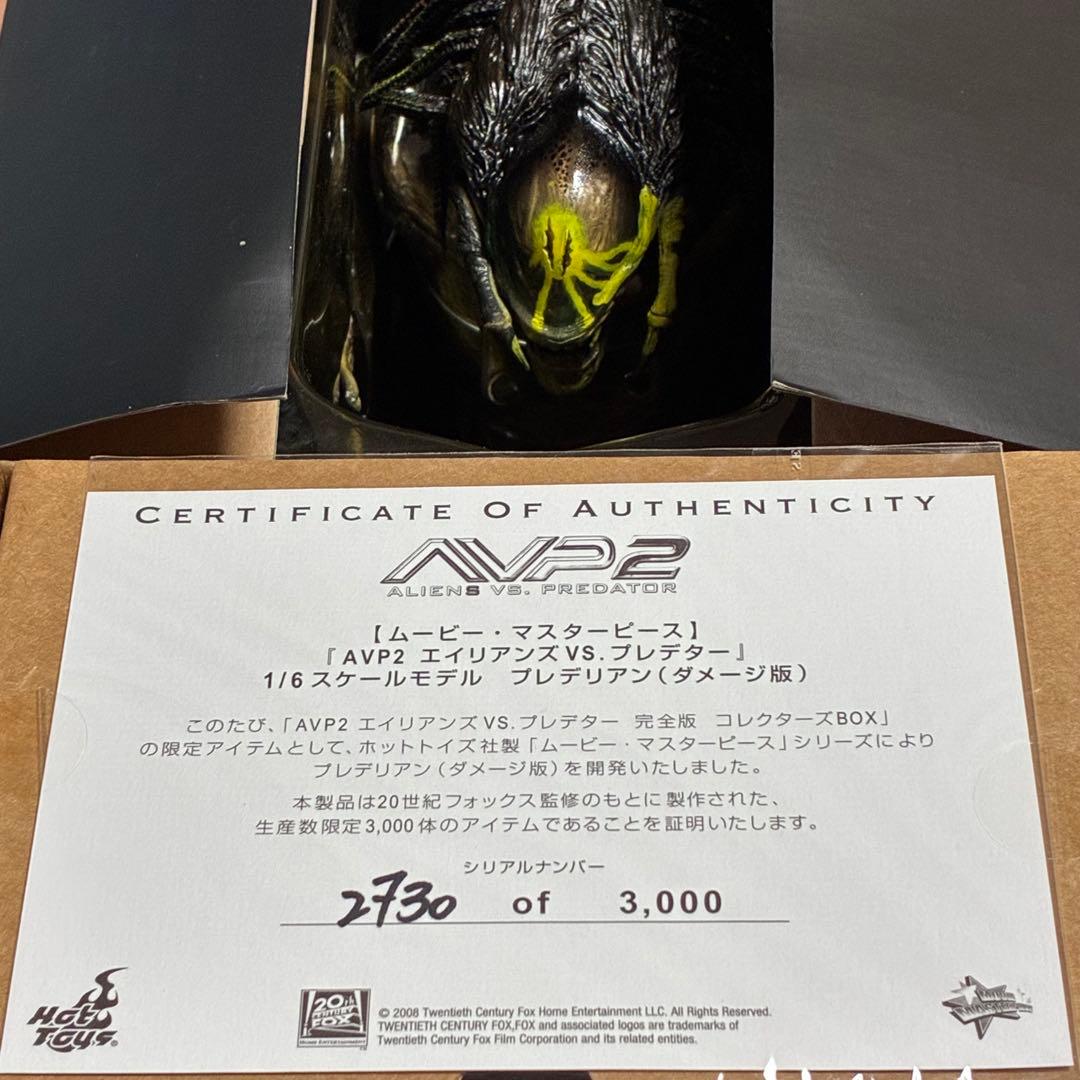 CERTIFICATE OF AUTHENTICITY
AVP2
ALIENS VS. PREDATOR
【ムービー・マスターピース】
『AVP2 エイリアンズVS.プレデター』
1/6スケールモデル プレデリアン(ダメージ版)
このたび、「AVP2 エイリアンズVS.プレデター 完全版 コレクターズBOX」
の限定アイテムとして、ホットトイズ社製「ムービー・マスターピース」シリーズにより
プレデリアン(ダメージ版)を開発いたしました。
本製品は20世紀フォックス監修のもとに製作された、
生産数限定3,000体のアイテムであることを証明いたします。
シリアルナンバー
2730 of 3,000
Hot Toys
20th CENTURY FOX
Home Entertainment
© 2008 Twentieth Century Fox Home Entertainment LLC. All Rights Reserved.
TWENTIETH CENTURY FOX,FOX and associated logos are trademarks of
Twentieth Century Fox Film Corporation and its related entities.